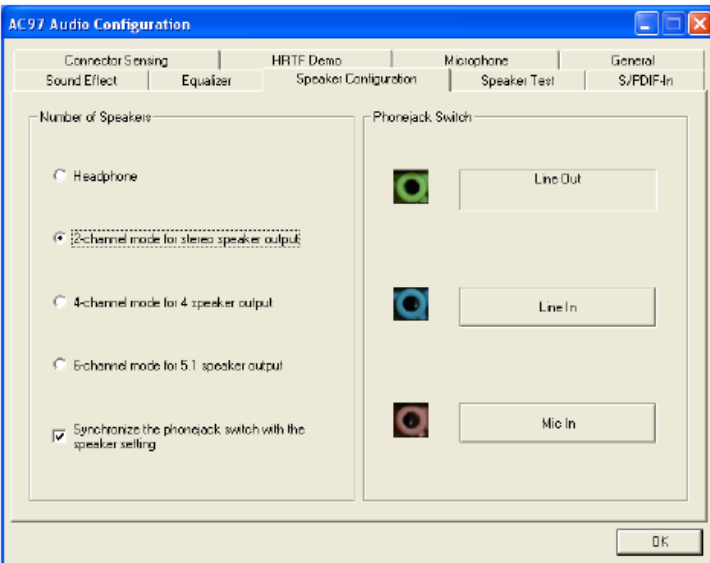 AC97 Audio Configuration
Connector Sensing HRTF Demo Microphone General
Sound Effect Equalizer Speaker Configuration Speaker Test S/PDIF-In
Number of Speakers
Headphone
2-channel mode for stereo speaker output
4-channel mode for 4 speaker output
6-channel mode for 5.1 speaker output
Synchronize the phonejack switch with the
speaker setting
Phonejack Switch
Line Out
Line In
Mic In
OK